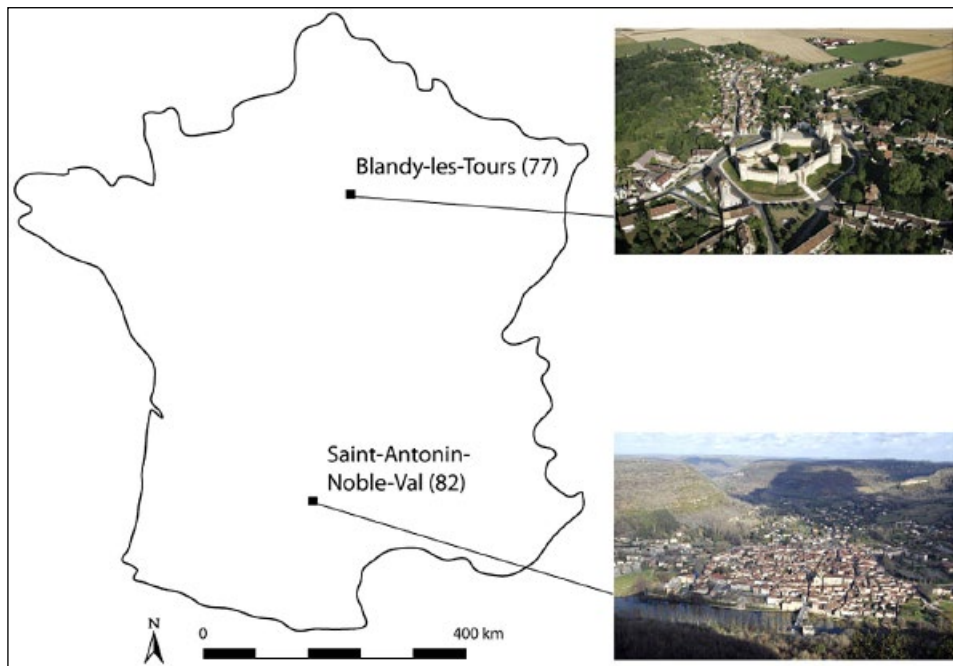 Blandy-les-Tours (77)
Saint-Antonin-
Noble-Val (82)
N
0
400 km